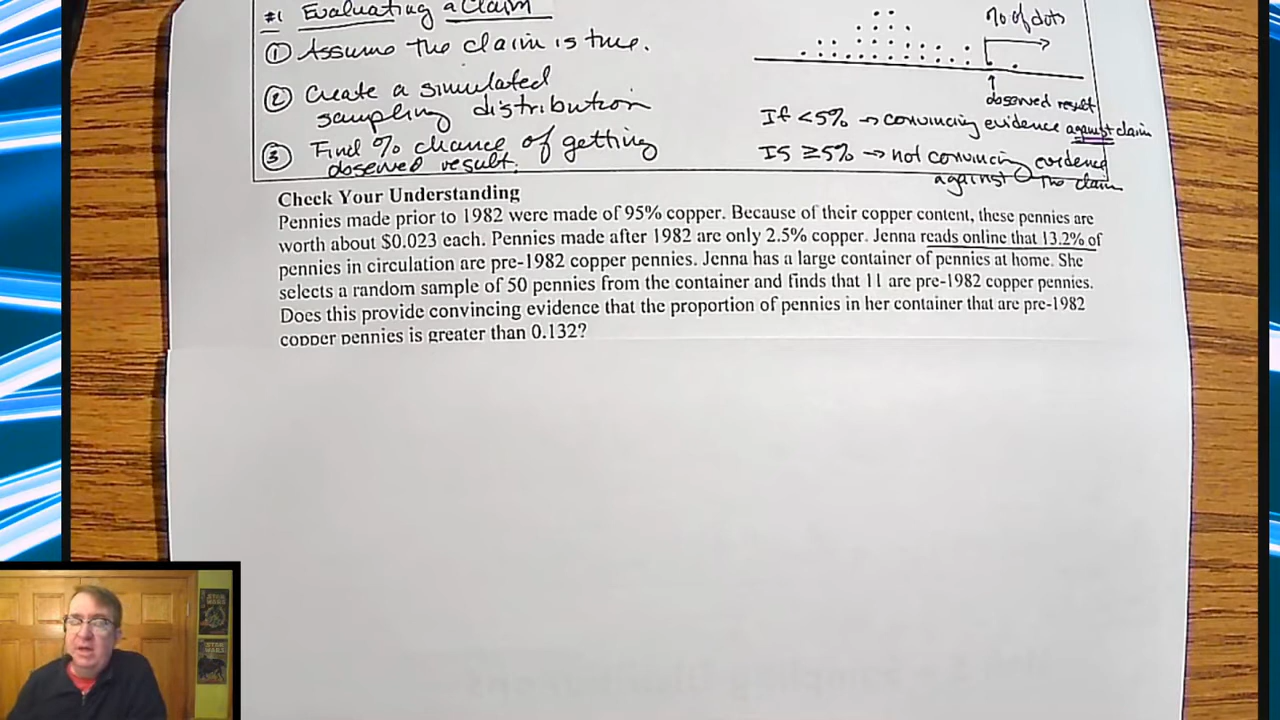 #1 Evaluating a Claim
① Assume the claim is true.
② Create a simulated
sampling distribution
③ Find % chance of getting
observed result.
% of dots
observed result
If <5% → convincing evidence against claim
If ≥5% → not convincing evidence
against the claim
Check Your Understanding
Pennies made prior to 1982 were made of 95% copper. Because of their copper content, these pennies are
worth about $0.023 each. Pennies made after 1982 are only 2.5% copper. Jenna reads online that 13.2% of
pennies in circulation are pre-1982 copper pennies. Jenna has a large container of pennies at home. She
selects a random sample of 50 pennies from the container and finds that 11 are pre-1982 copper pennies.
Does this provide convincing evidence that the proportion of pennies in her container that are pre-1982
copper pennies is greater than 0.132?
STAR
WARS
STAR
WARS